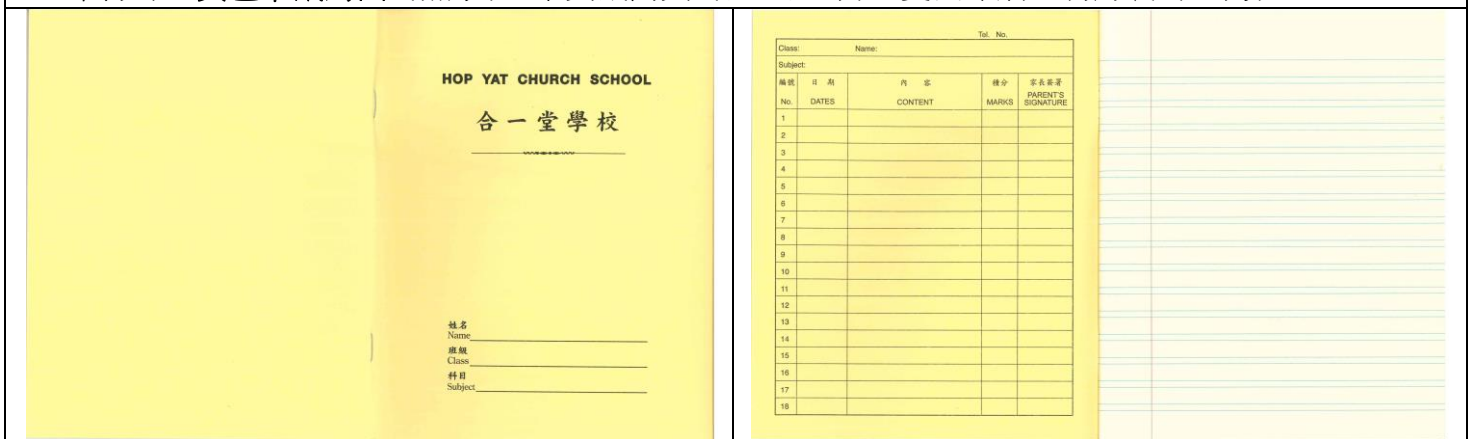 HOP YAT CHURCH SCHOOL
合一堂學校
姓名
Name
班級
Class
科目
Subject
Tel. No.
Class: Name:
Subject:
編號 日期 內容 積分 家長簽署
No. DATES CONTENT MARKS PARENT'S SIGNATURE
1
2
3
4
5
6
7
8
9
10
11
12
13
14
15
16
17
18